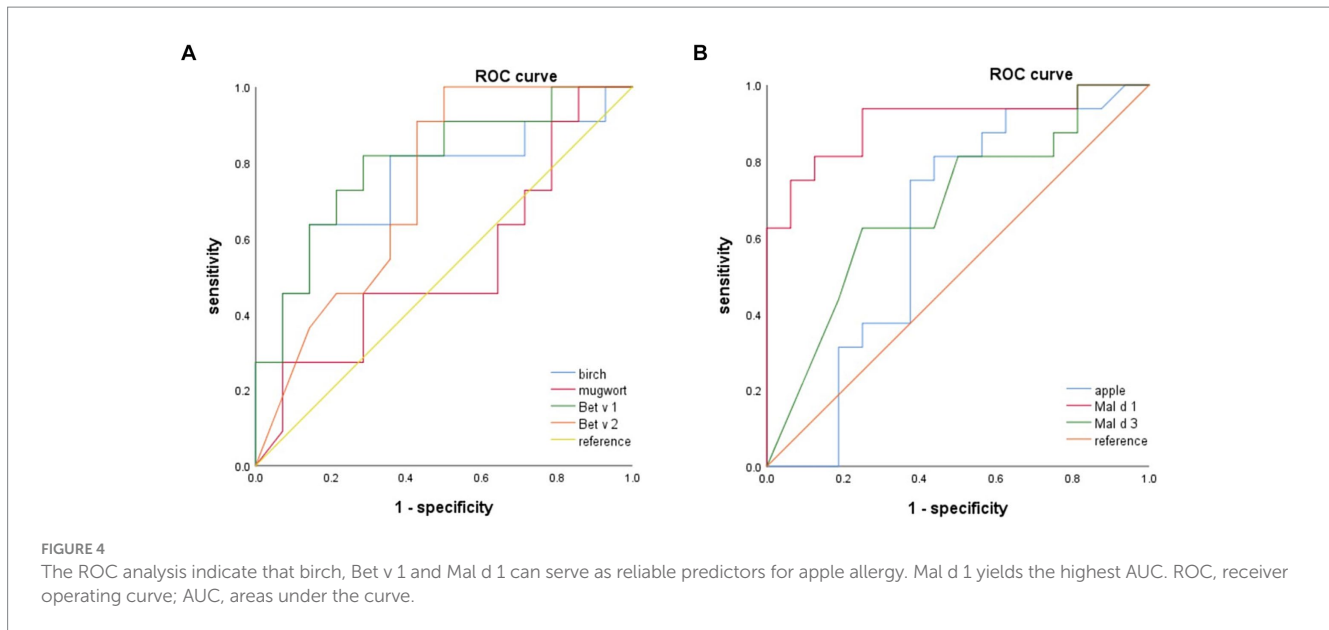 A
ROC curve
1.0
0.8
0.6
0.4
0.2
0.0
sensitivity
birch
mugwort
Bet v 1
Bet v 2
reference
0.0 0.2 0.4 0.6 0.8 1.0
1 - specificity
B
ROC curve
1.0
0.8
0.6
0.4
0.2
0.0
sensitivity
apple
Mal d 1
Mal d 3
reference
0.0 0.2 0.4 0.6 0.8 1.0
1 - specificity
FIGURE 4
The ROC analysis indicate that birch, Bet v 1 and Mal d 1 can serve as reliable predictors for apple allergy. Mal d 1 yields the highest AUC. ROC, receiver
operating curve; AUC, areas under the curve.